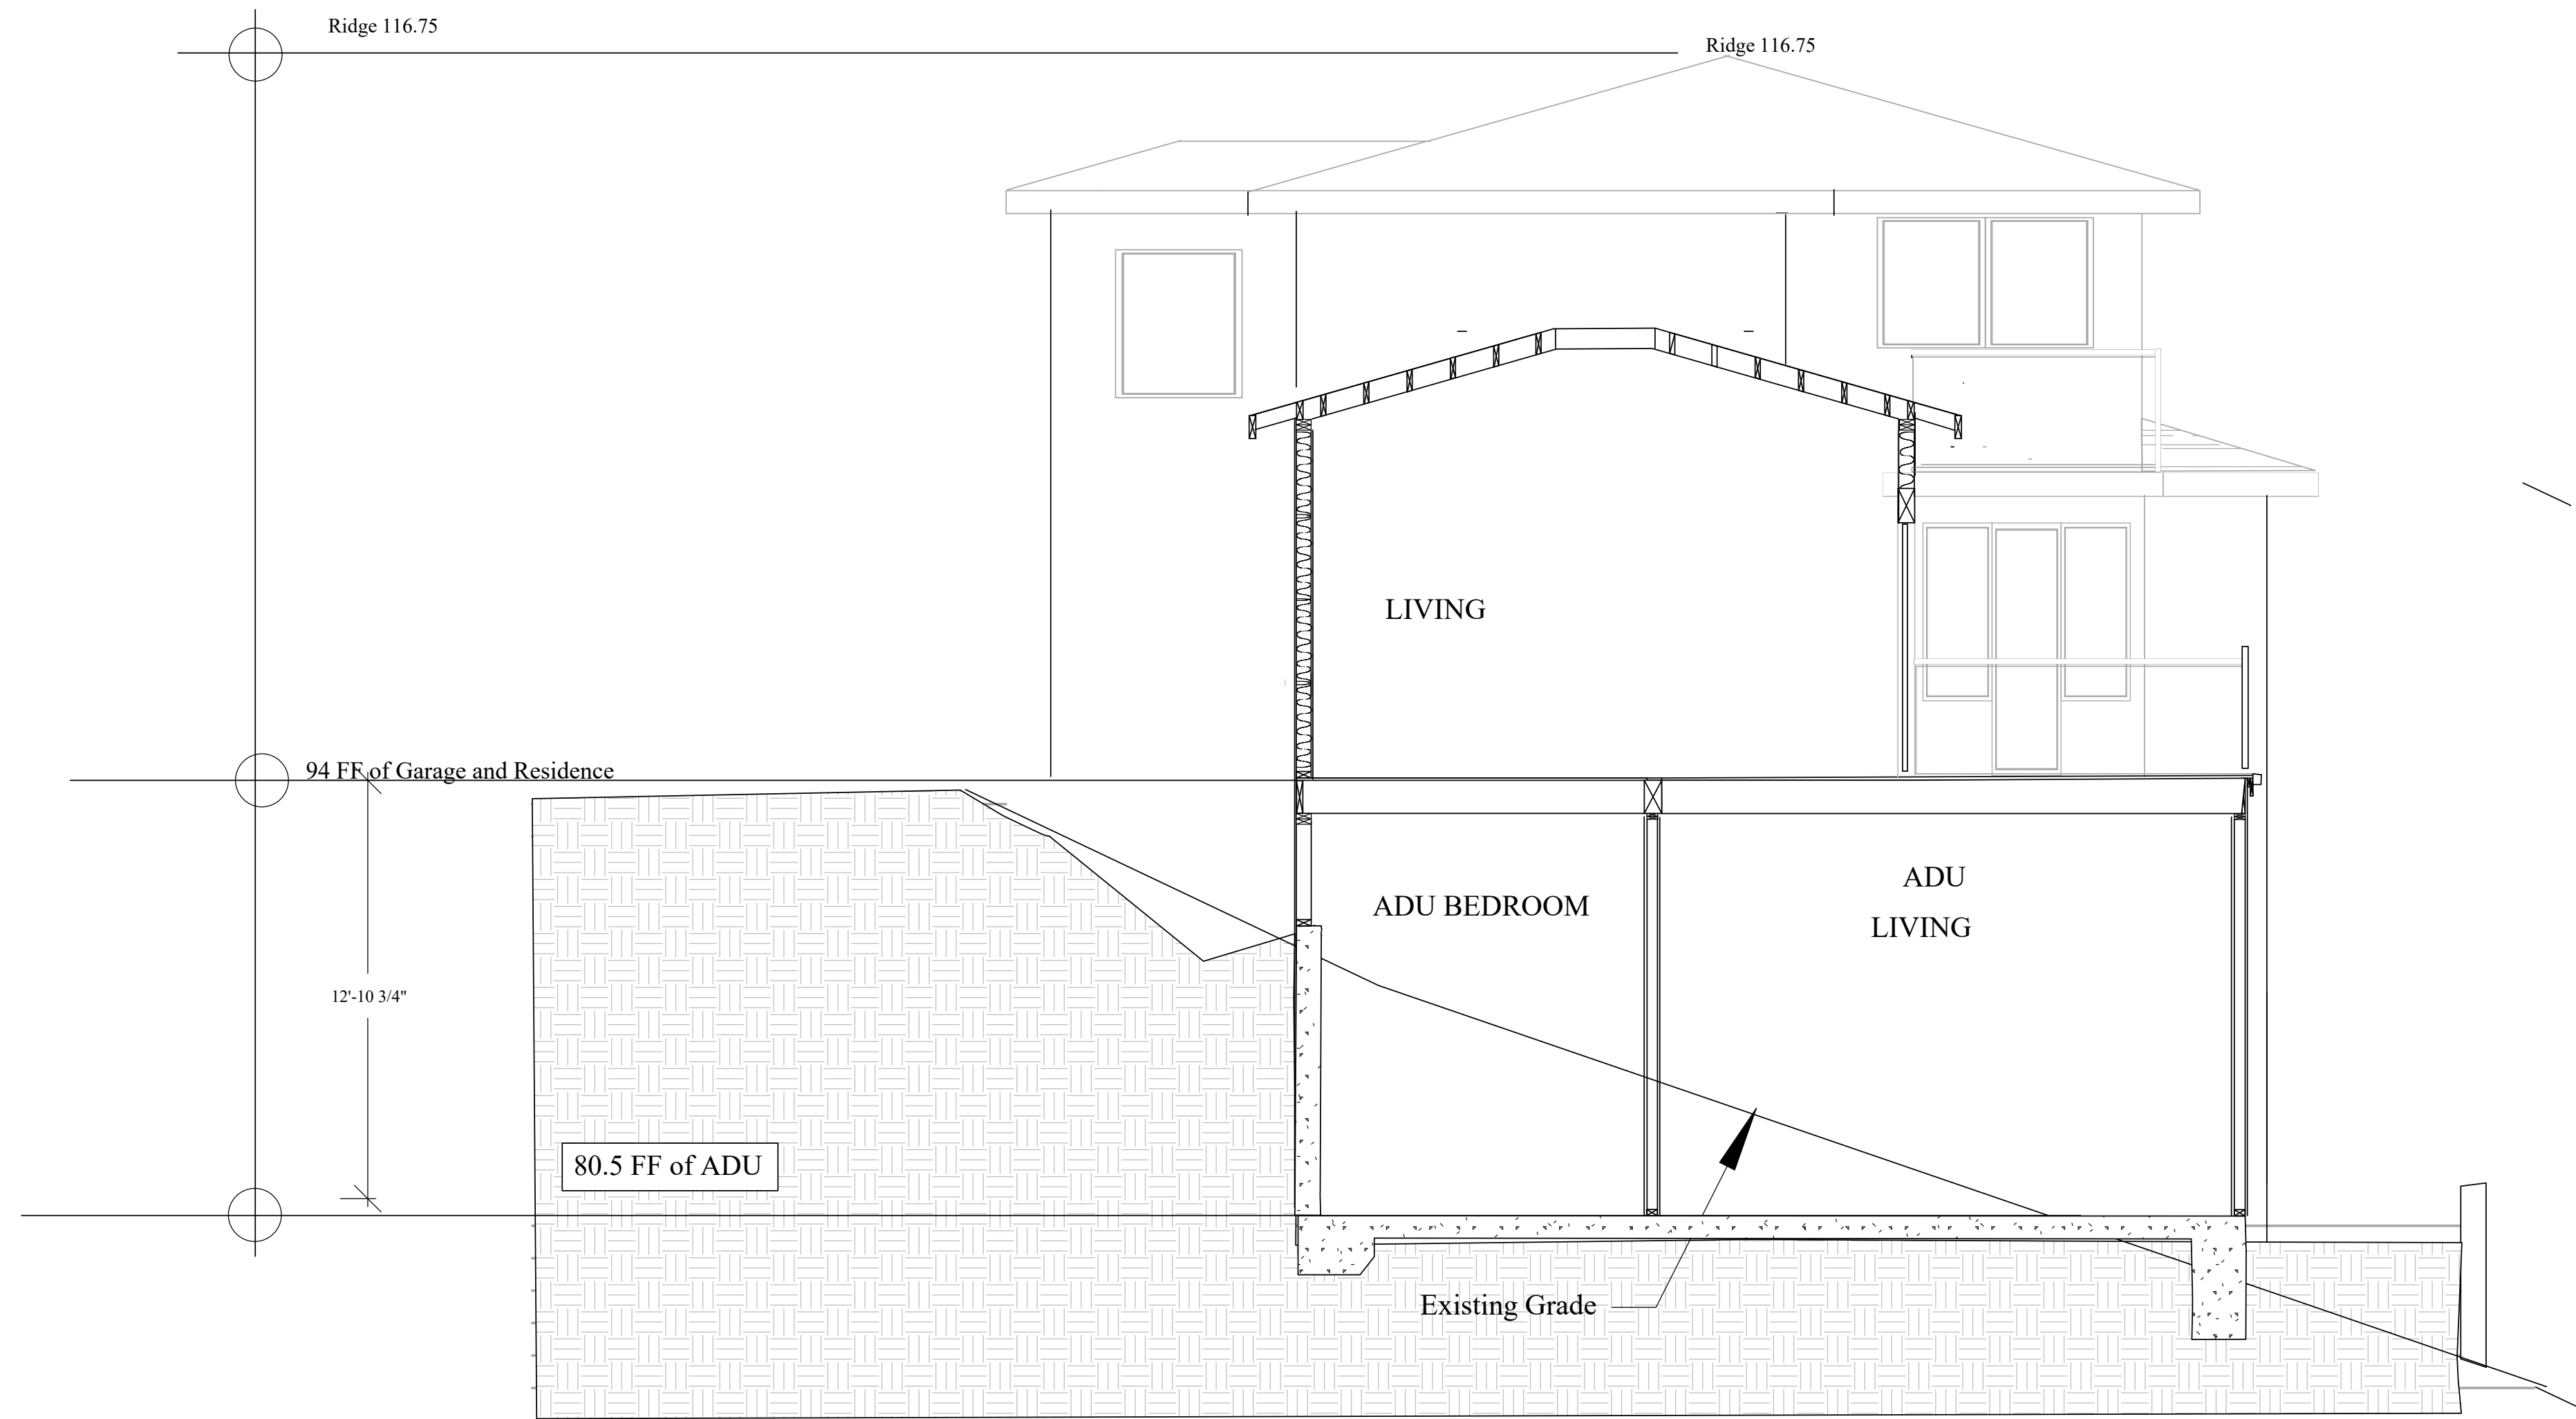 Ridge 116.75
Ridge 116.75
LIVING
94 FF of Garage and Residence
ADU
ADU BEDROOM
LIVING
12'-10 3/4"
80.5 FF of ADU
Existing Grade